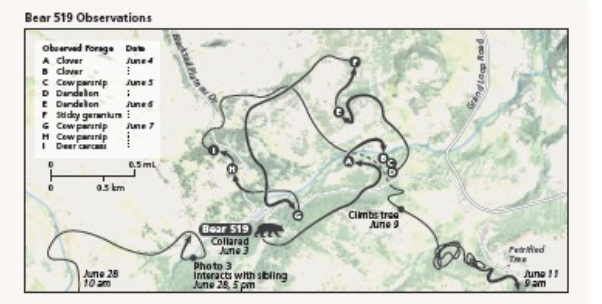 Bear 519 Observations
Observed Forage Date
A Clover June 4
B Clover
C Cow parsnip June 5
D Dandelion
E Dandelion June 6
F Sticky geranium
G Cow parsnip June 7
H Cow parsnip
I Deer carcass
0 0.5 mi
0 0.5 km
Blacktail Plateau Dr
Grand Loop Road
F
E
I
H
A
B
C
D
G
Bear 519
Collared
June 3
Climbs tree
June 9
Photo 3
Interacts with sibling
June 28, 5 pm
June 28
10 am
Petrified
Tree
June 11
9 am